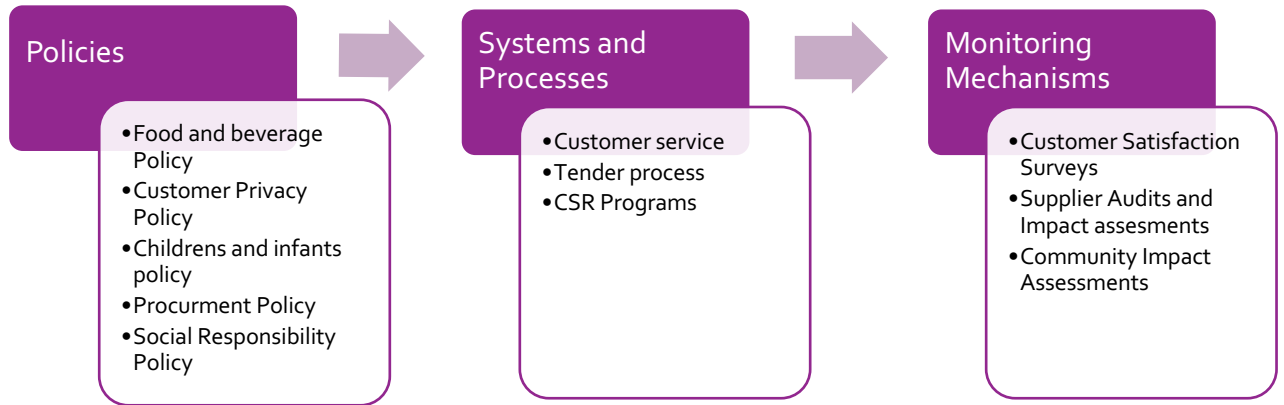 Policies
•Food and beverage
Policy
•Customer Privacy
Policy
•Childrens and infants
policy
•Procurment Policy
•Social Responsibility
Policy
Systems and
Processes
•Customer service
•Tender process
•CSR Programs
Monitoring
Mechanisms
•Customer Satisfaction
Surveys
•Supplier Audits and
Impact assesments
•Community Impact
Assessments